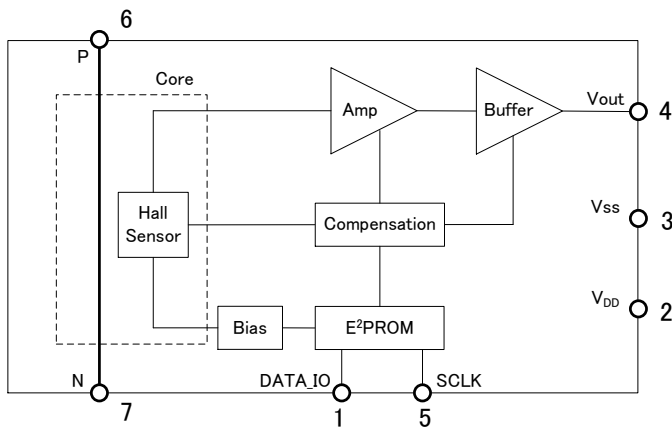 6
P
Core
Amp
Buffer
Vout
4
Hall
Sensor
Compensation
Vss
3
Bias
E²PROM
V_DD
2
N
DATA_IO
SCLK
7
1
5